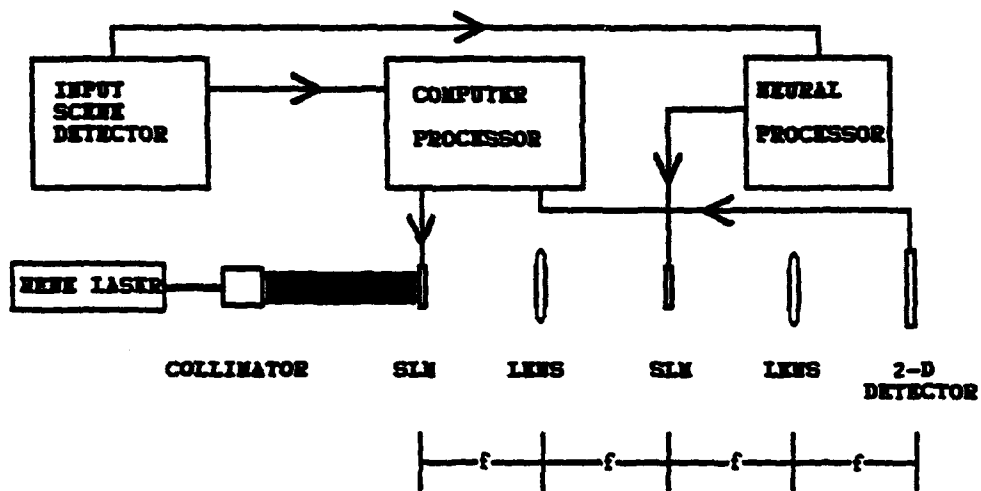 INPUT
SCENE
DETECTOR
COMPUTER
PROCESSOR
NEURAL
PROCESSOR
HENE LASER
COLLIMATOR
SLM
LENS
SLM
LENS
2-D
DETECTOR
f
f
f
f